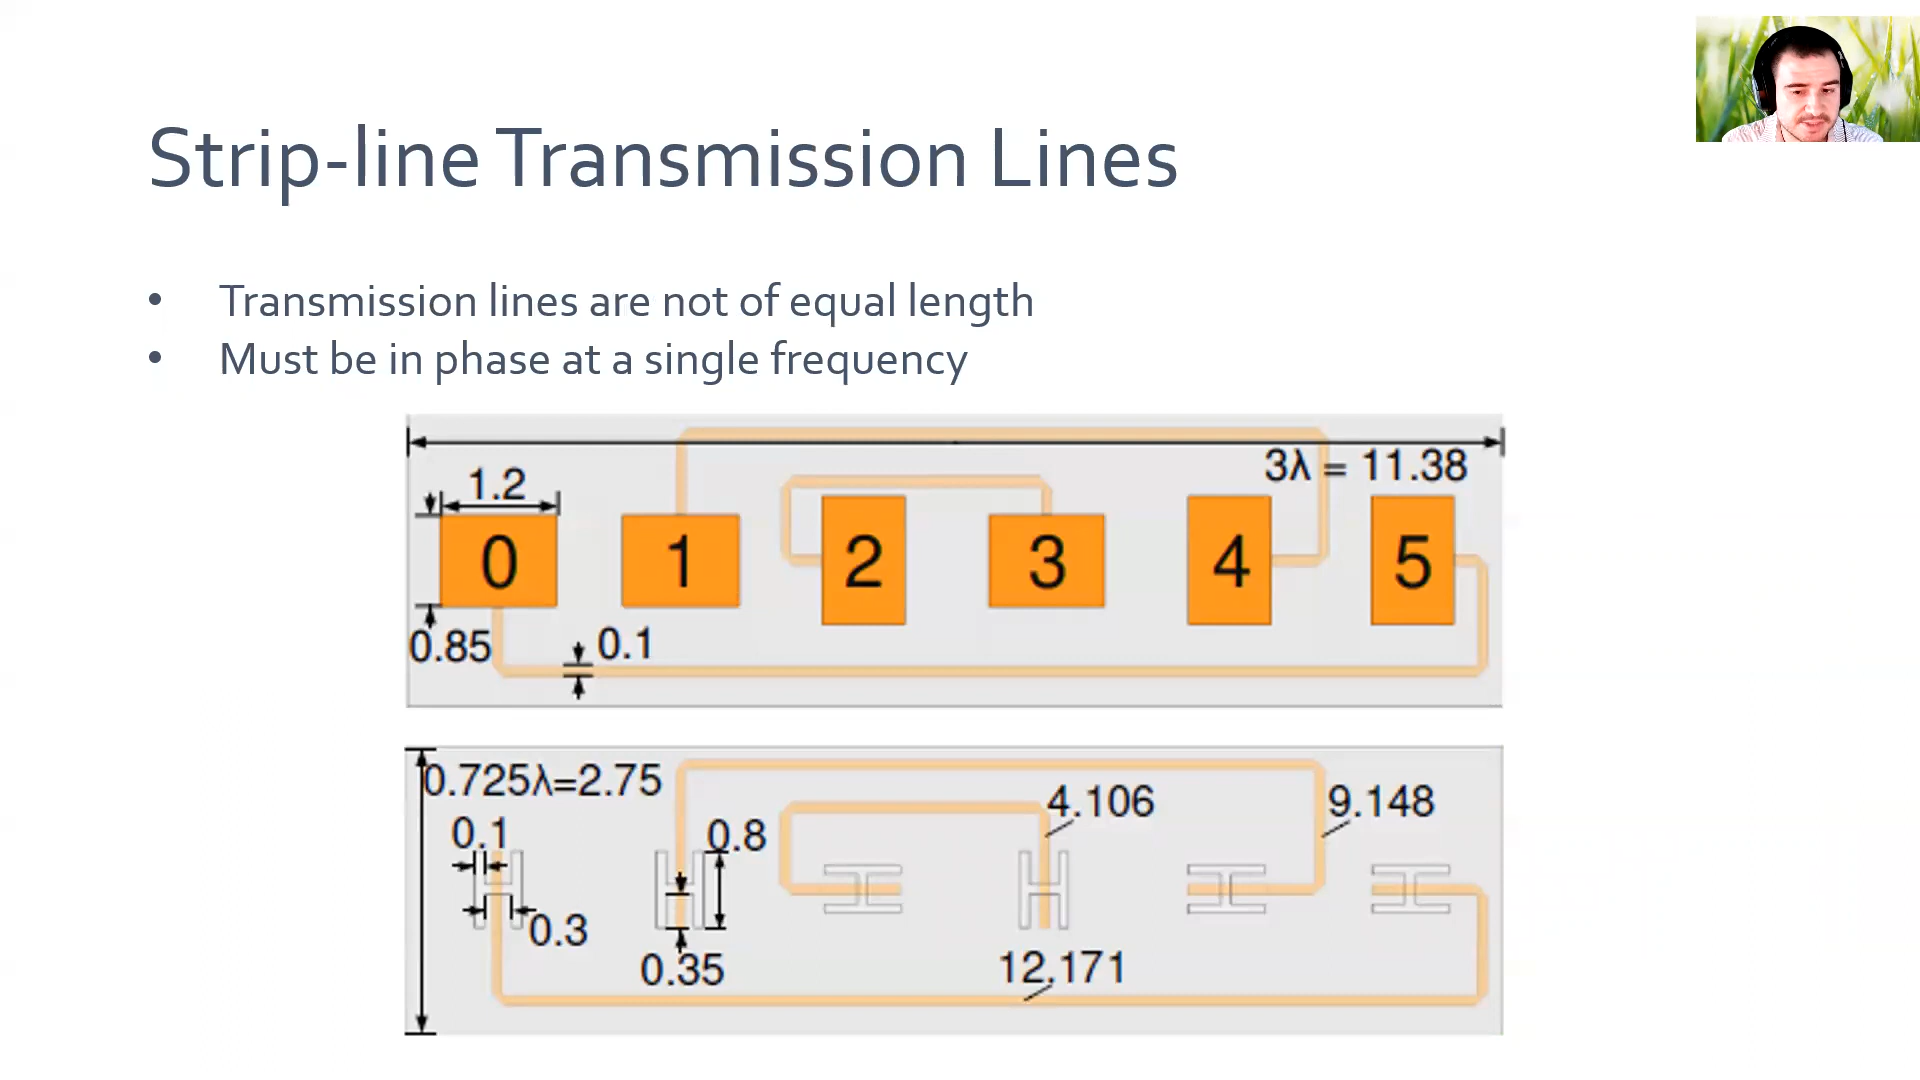 Strip-line Transmission Lines
• Transmission lines are not of equal length
• Must be in phase at a single frequency
3λ = 11.38
1.2
0 1 2 3 4 5
0.85
0.1
0.725λ=2.75
4.106
9.148
0.1
0.8
0.3
0.35
12.171